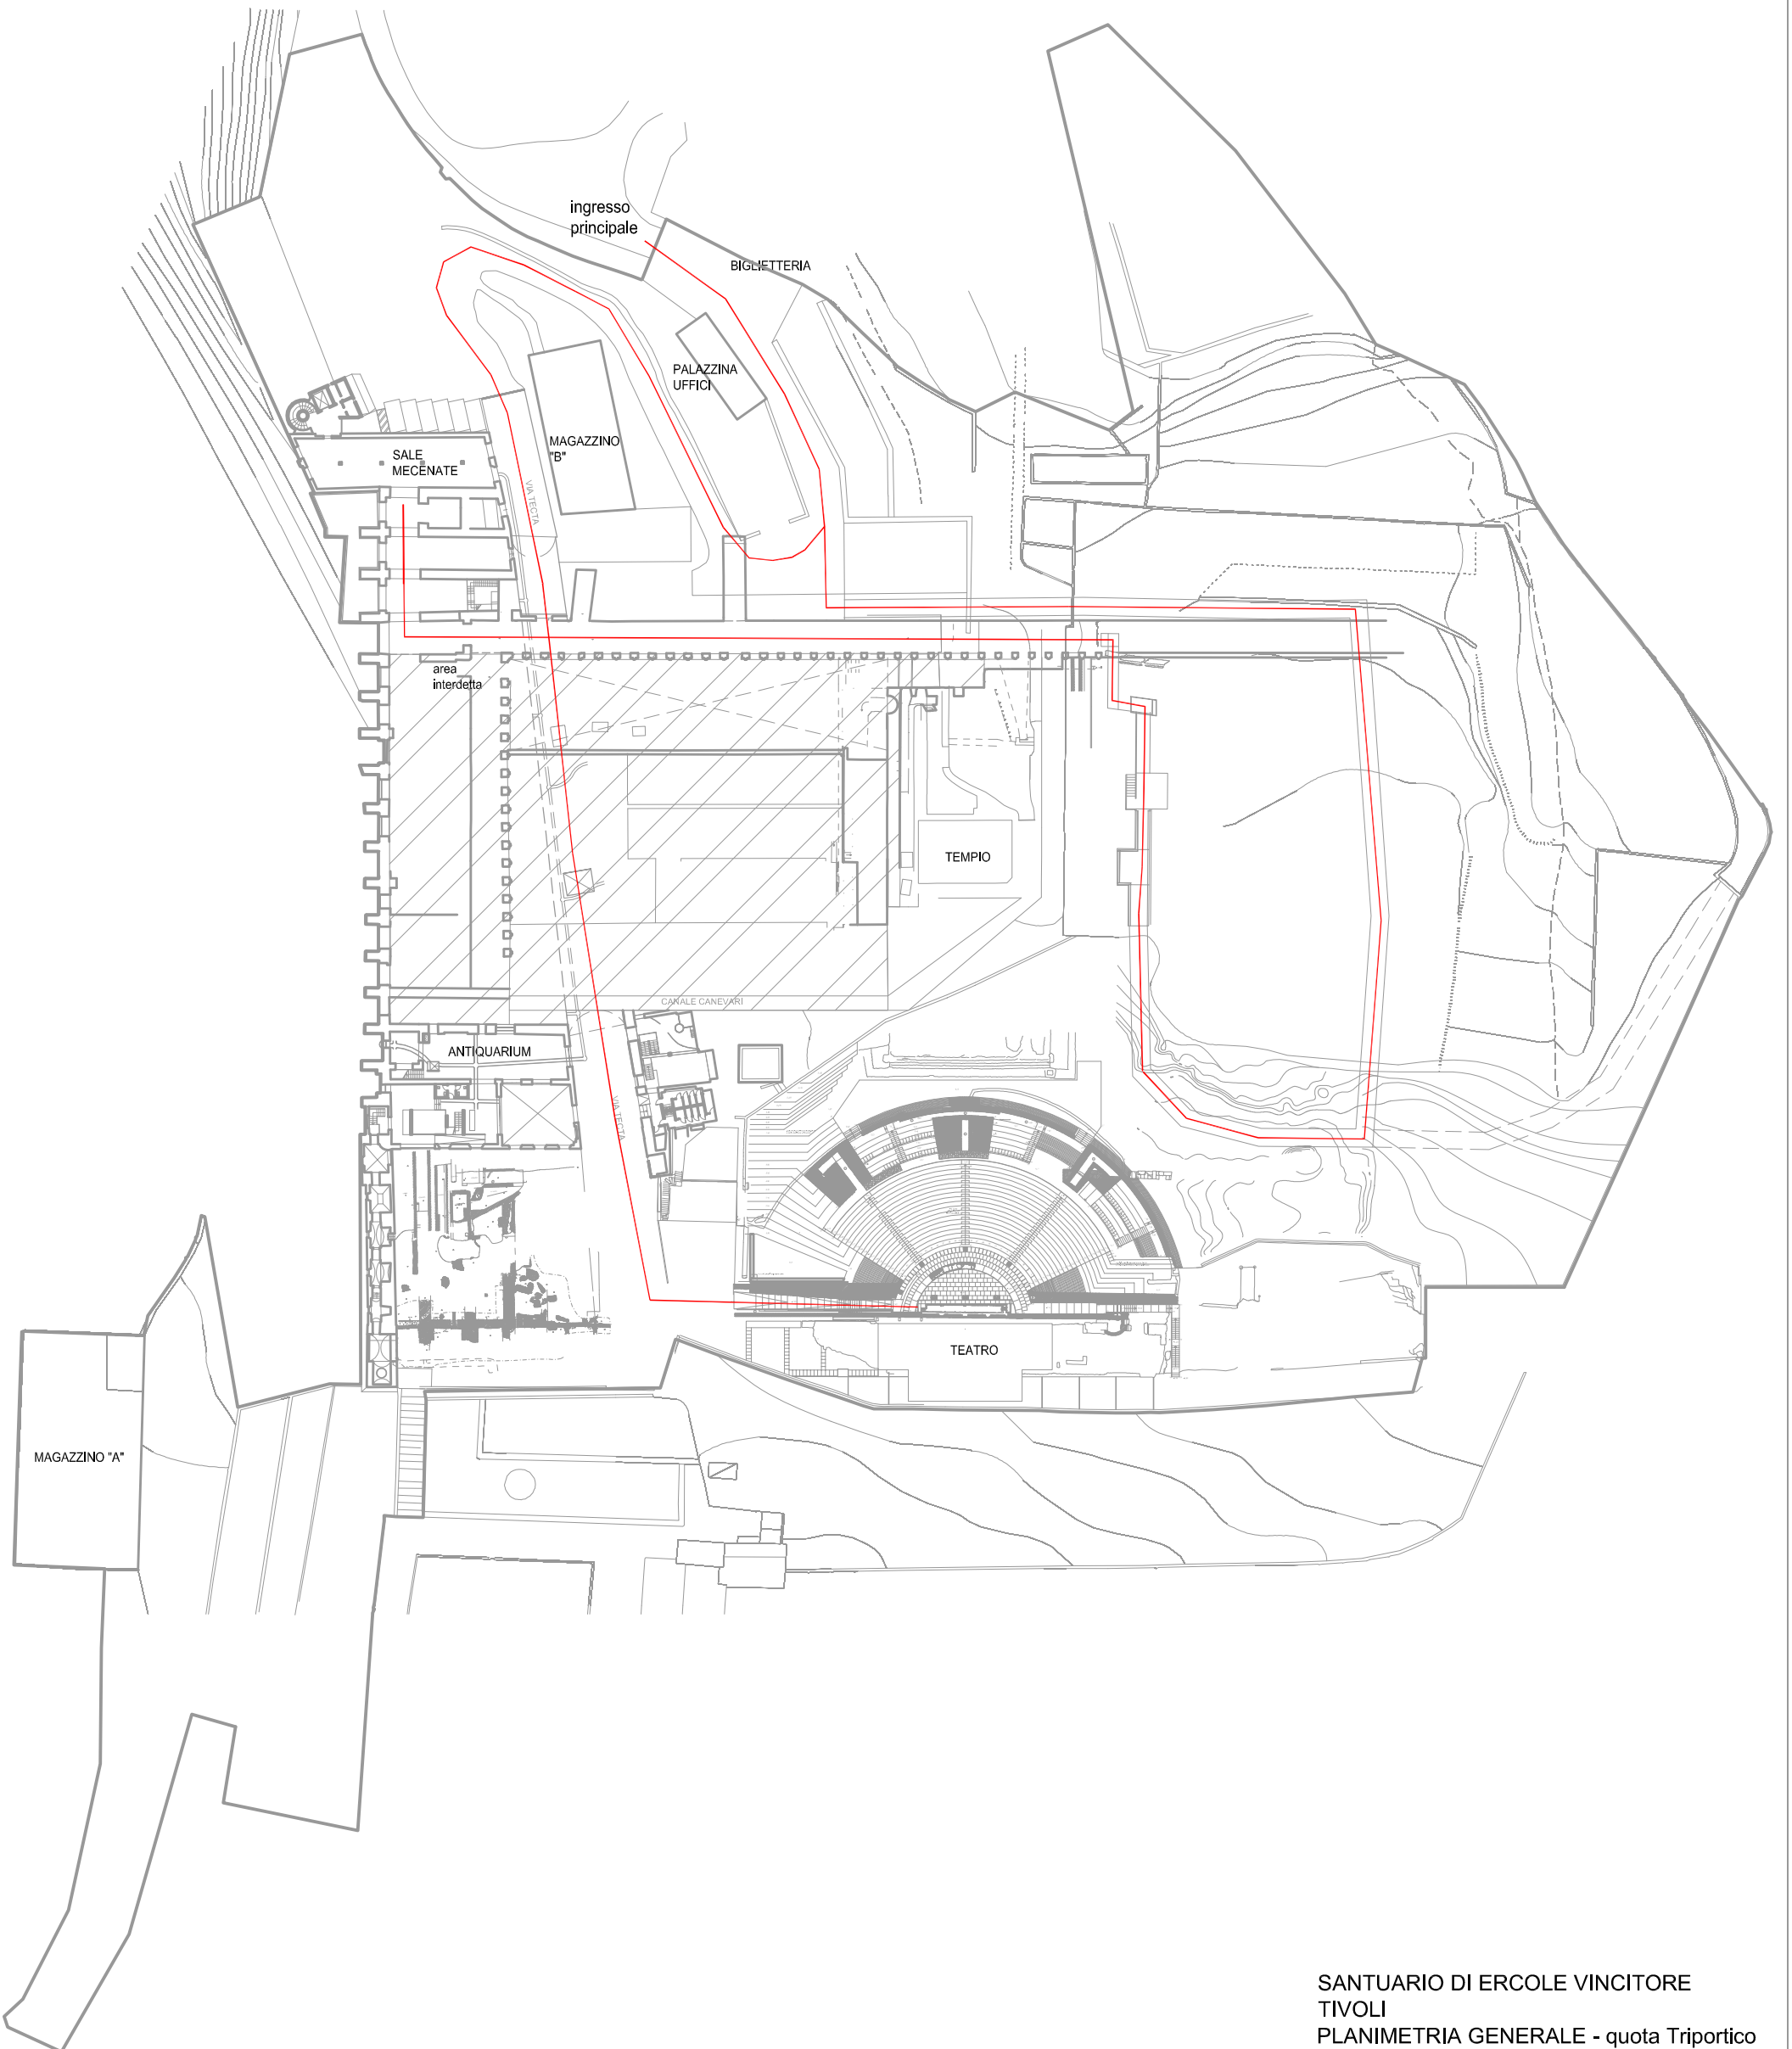 ingresso
principale
BIGLIETTERIA
PALAZZINA
UFFICI
MAGAZZINO
"B"
SALE
MECENATE
VIA TECTA
area
interdetta
TEMPIO
CANALE CANEVARI
ANTIQUARIUM
VIA TECTA
TEATRO
MAGAZZINO "A"
SANTUARIO DI ERCOLE VINCITORE
TIVOLI
PLANIMETRIA GENERALE - quota Triportico